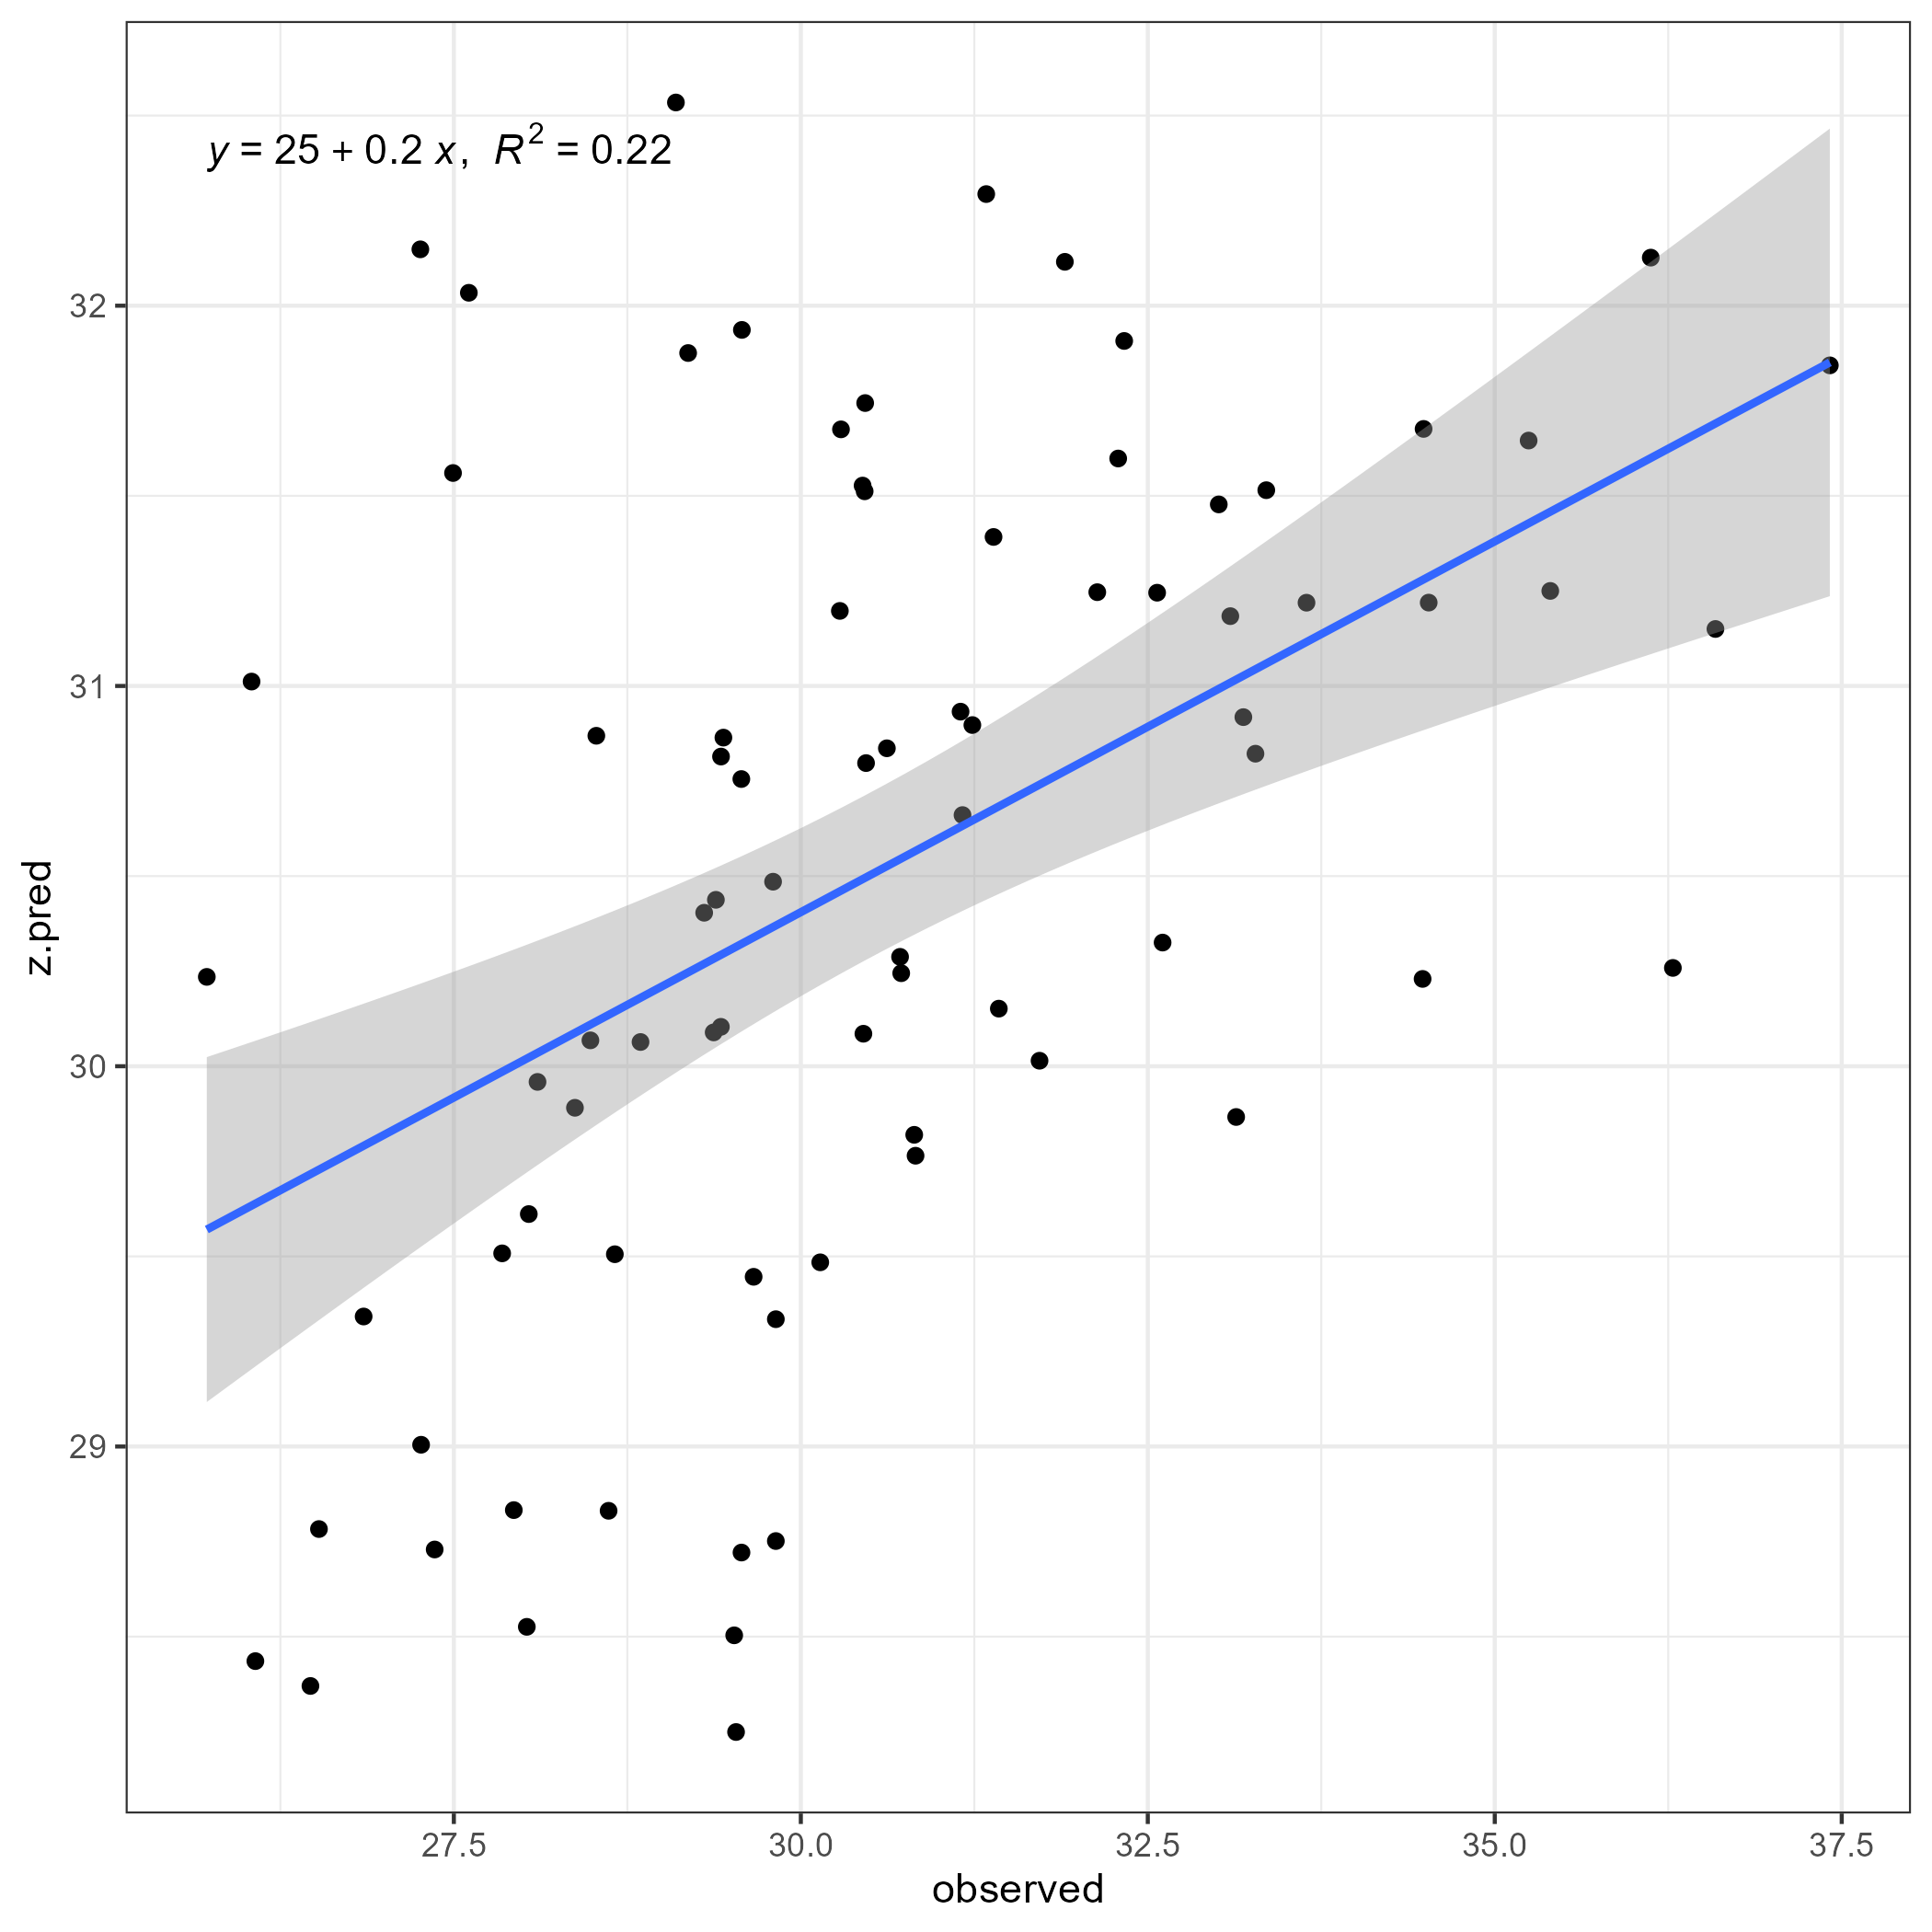 y = 25 + 0.2 x, R² = 0.22
32
31
30
29
z.pred
27.5 30.0 32.5 35.0 37.5
observed